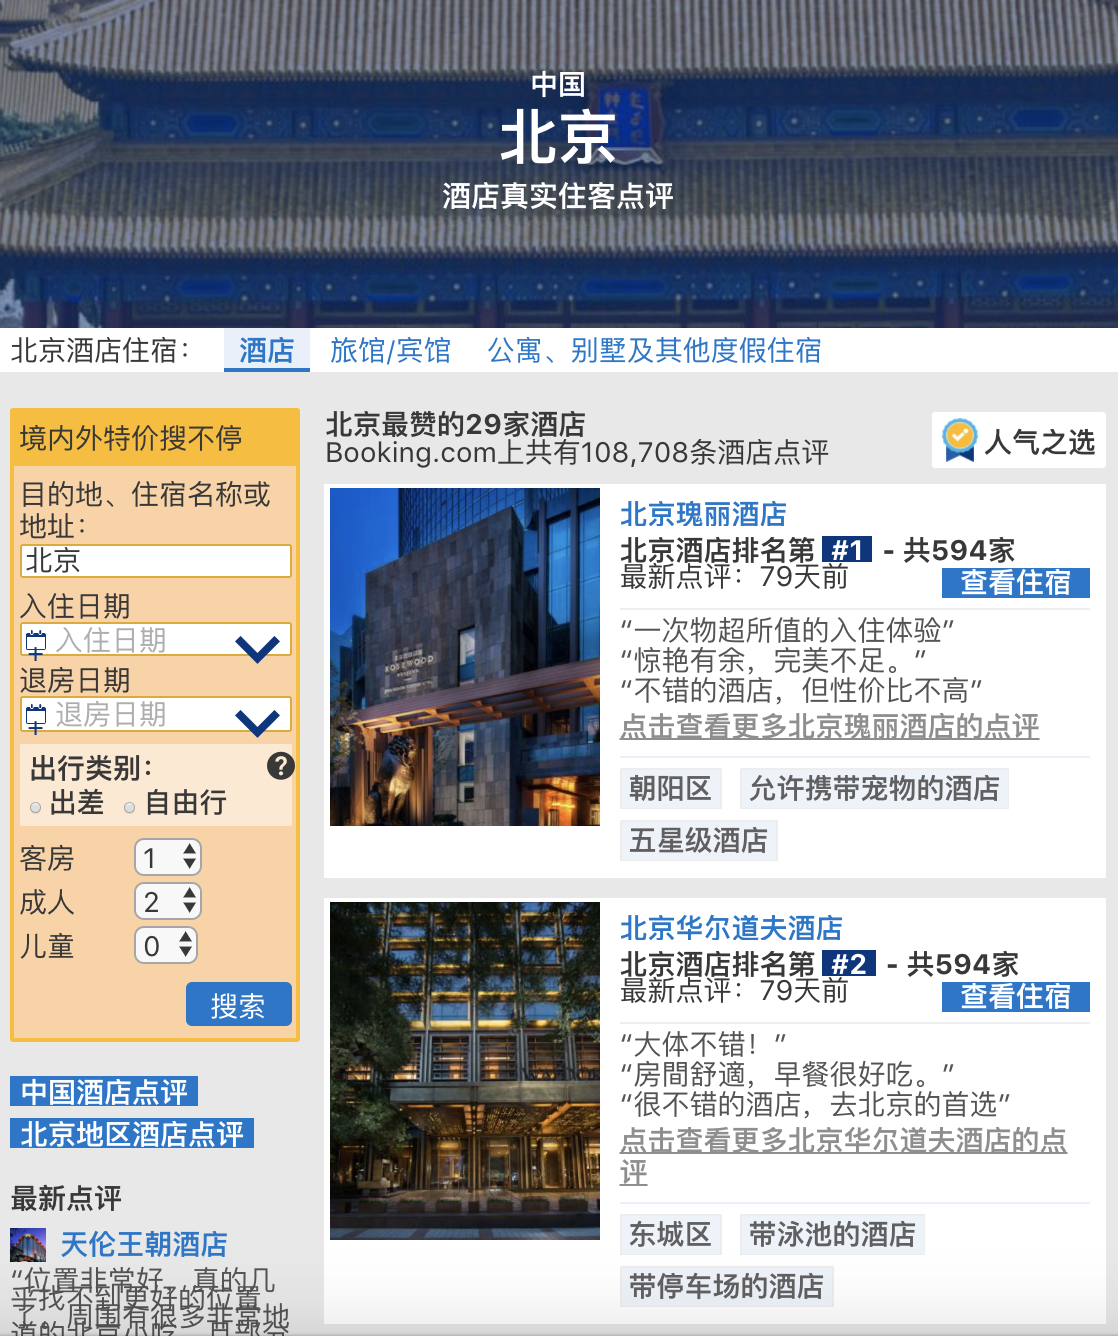 中国
北京
酒店真实住客点评
北京酒店住宿：
酒店
旅馆/宾馆
公寓、别墅及其他度假住宿
境内外特价搜不停
目的地、住宿名称或
地址：
北京
入住日期
入住日期
退房日期
退房日期
出行类别：
?
出差
自由行
客房
1
成人
2
儿童
0
搜索
中国酒店点评
北京地区酒店点评
最新点评
天伦王朝酒店
“位置非常好，真的几
乎找不到更好的位置
了。周围有很多非常地
道的北京小吃。
北京最赞的29家酒店
Booking.com上共有108,708条酒店点评
人气之选
ROSEWOOD
北京瑰丽酒店
北京酒店排名第 #1 - 共594家
最新点评：79天前
查看住宿
“一次物超所值的入住体验”
“惊艳有余，完美不足。”
“不错的酒店，但性价比不高”
点击查看更多北京瑰丽酒店的点评
朝阳区
允许携带宠物的酒店
五星级酒店
北京华尔道夫酒店
北京酒店排名第 #2 - 共594家
最新点评：79天前
查看住宿
“大体不错！”
“房間舒適，早餐很好吃。”
“很不错的酒店，去北京的首选”
点击查看更多北京华尔道夫酒店的点
评
东城区
带泳池的酒店
带停车场的酒店